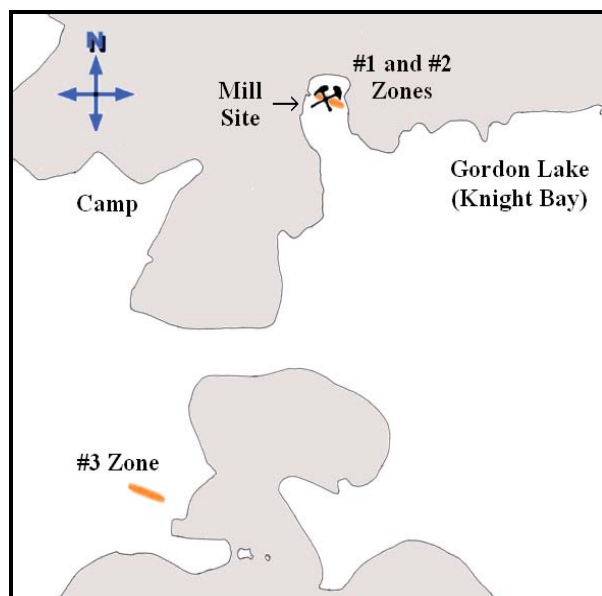 N
#1 and #2
Zones
Mill
Site
Gordon Lake
(Knight Bay)
Camp
#3 Zone